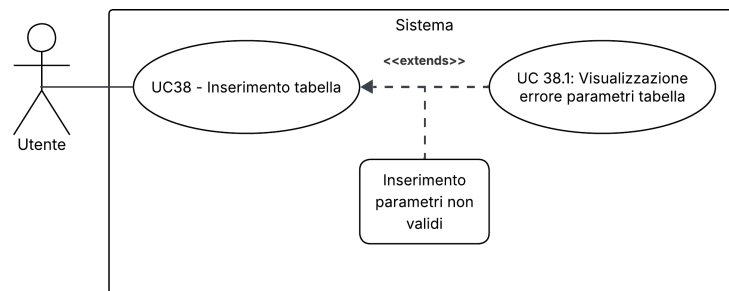 Sistema
<<extends>>
UC38 - Inserimento tabella
UC 38.1: Visualizzazione
errore parametri tabella
Utente
Inserimento
parametri non
validi